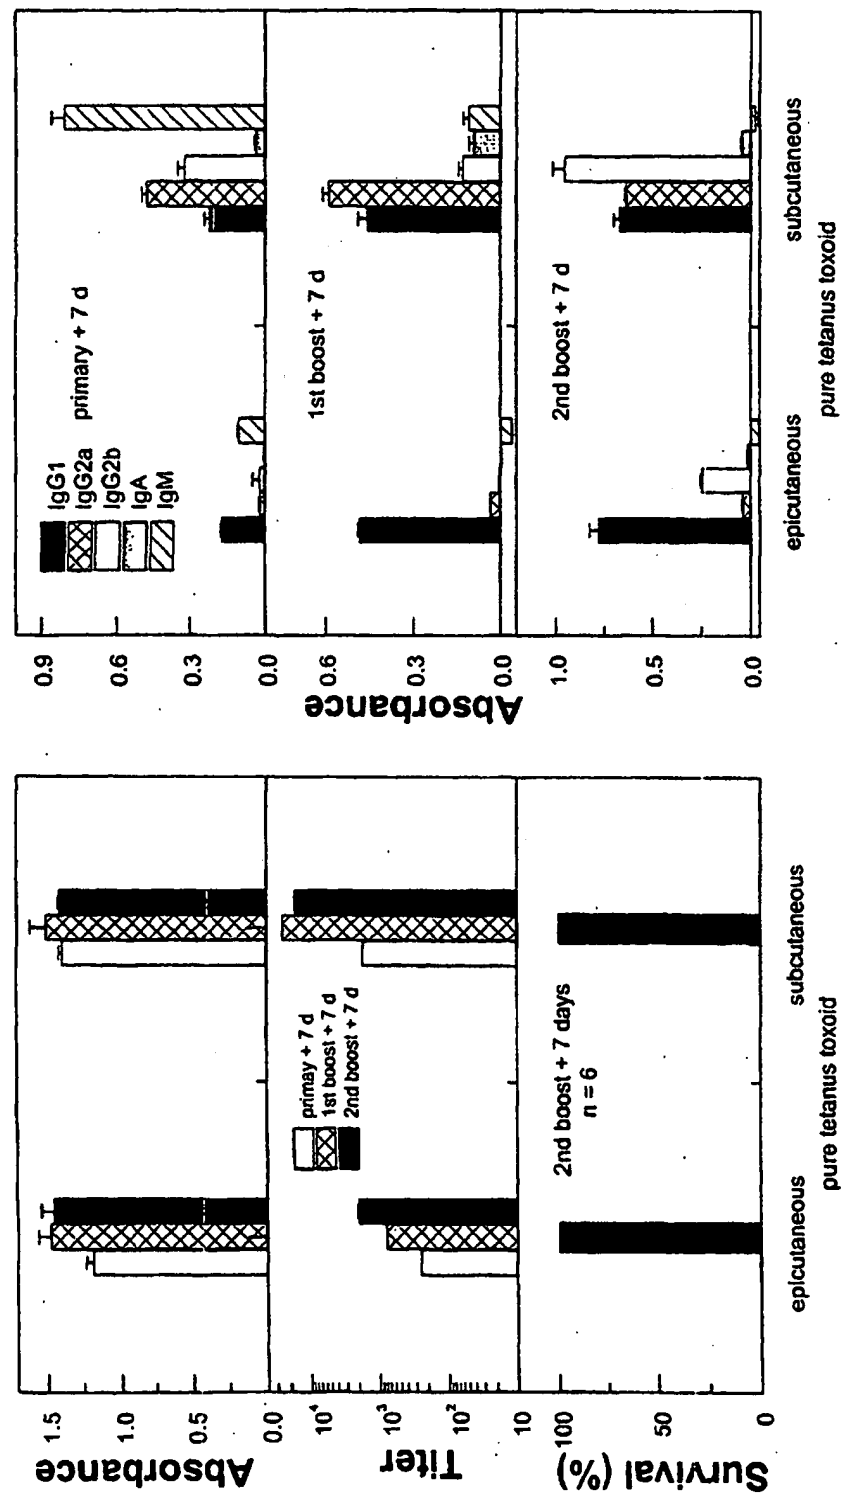 Absorbance
1.5
1.0
0.5
0.0
Titer
10⁴
10³
10²
10
primay + 7 d
1st boost + 7 d
2nd boost + 7 d
Survival (%)
100
50
0
2nd boost + 7 days
n = 6
epicutaneous
subcutaneous
pure tetanus toxoid
Absorbance
0.9
0.6
0.3
0.0
IgG1
IgG2a
IgG2b
IgA
IgM
primary + 7 d
0.6
0.3
0.0
1st boost + 7 d
1.0
0.5
0.0
2nd boost + 7 d
epicutaneous
subcutaneous
pure tetanus toxoid